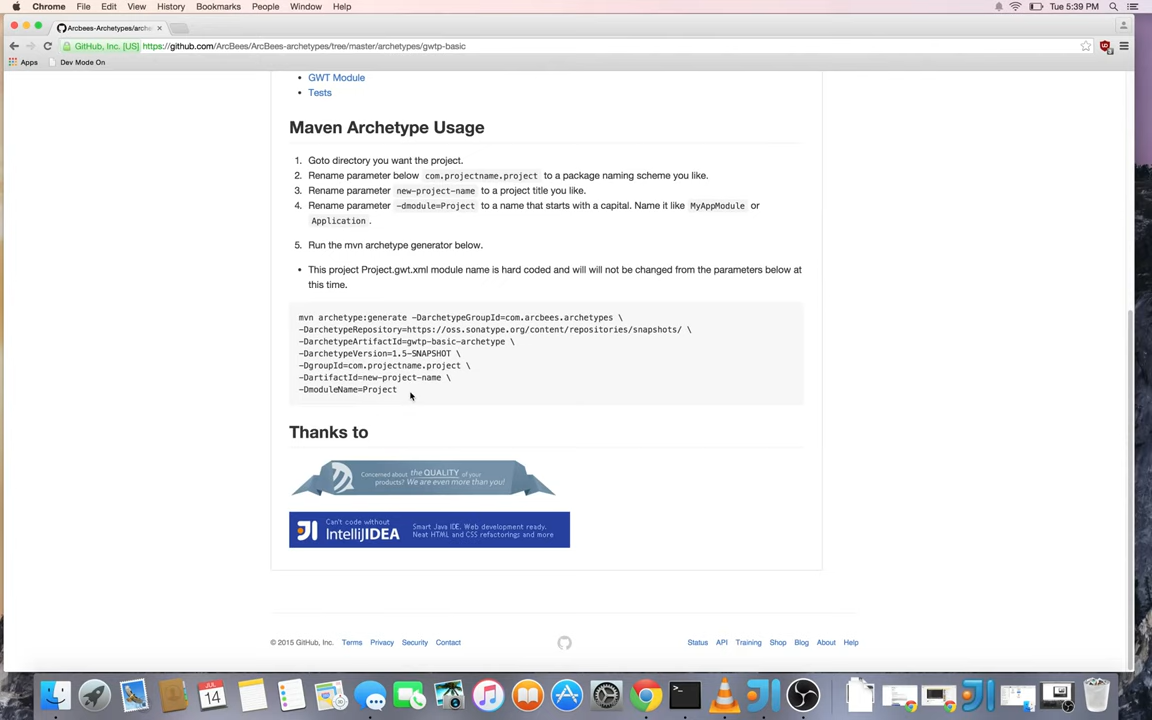 Chrome File Edit View History Bookmarks People Window Help
Tue 5:39 PM
Arcbees-Archetypes/arche
GitHub, Inc. [US] https://github.com/ArcBees/ArcBees-archetypes/tree/master/archetypes/gwtp-basic
Apps Dev Mode On
• GWT Module
• Tests
Maven Archetype Usage
1. Goto directory you want the project.
2. Rename parameter below com.projectname.project to a package naming scheme you like.
3. Rename parameter new-project-name to a project title you like.
4. Rename parameter -dmodule=Project to a name that starts with a capital. Name it like MyAppModule or
Application .
5. Run the mvn archetype generator below.
• This project Project.gwt.xml module name is hard coded and will will not be changed from the parameters below at
this time.
mvn archetype:generate -DarchetypeGroupId=com.arcbees.archetypes \
-DarchetypeRepository=https://oss.sonatype.org/content/repositories/snapshots/ \
-DarchetypeArtifactId=gwtp-basic-archetype \
-DarchetypeVersion=1.5-SNAPSHOT \
-DgroupId=com.projectname.project \
-DartifactId=new-project-name \
-DmoduleName=Project
Thanks to
Concerned about the QUALITY of your
products? We are even more than you!
Can't code without
IntelliJIDEA
Smart Java IDE. Web development ready.
Neat HTML and CSS refactorings and more
© 2015 GitHub, Inc. Terms Privacy Security Contact
Status API Training Shop Blog About Help
JUL
14